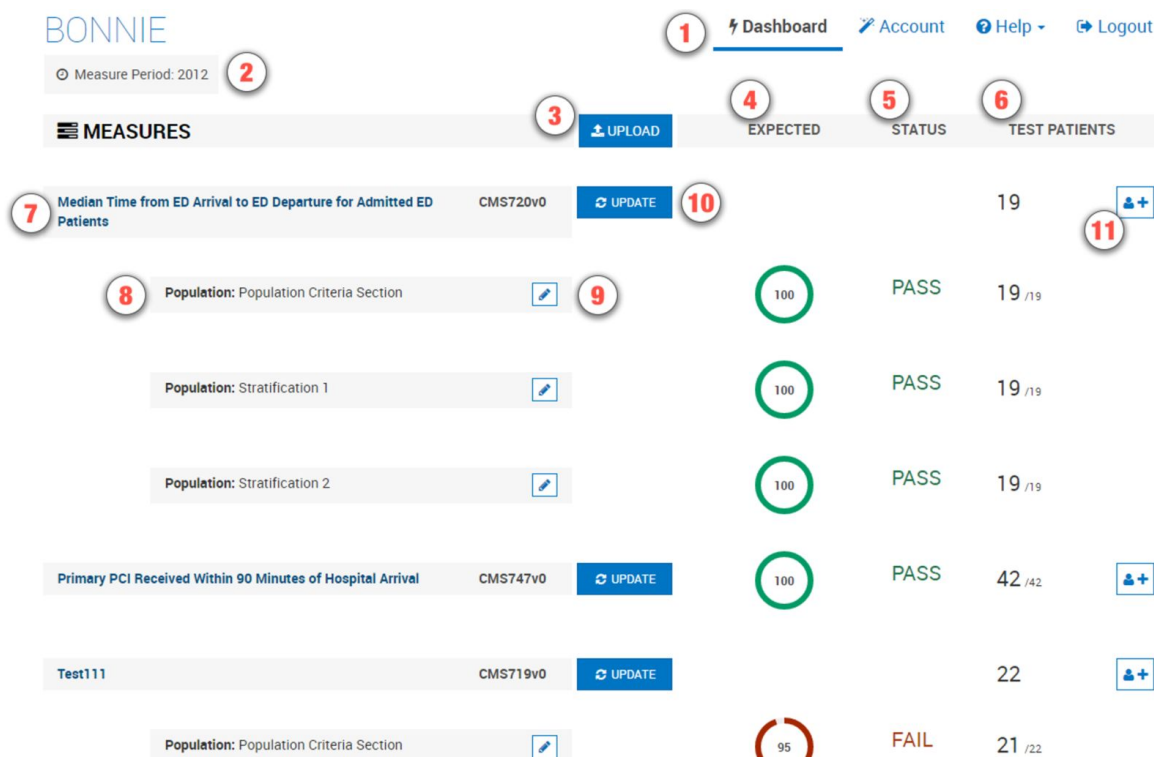 BONNIE
1 Dashboard Account Help Logout
Measure Period: 2012 2
3 4 5 6
MEASURES UPLOAD EXPECTED STATUS TEST PATIENTS
7 Median Time from ED Arrival to ED Departure for Admitted ED CMS720v0 UPDATE 10 19
Patients 11
8 Population: Population Criteria Section 9 100 PASS 19 /19
Population: Stratification 1 100 PASS 19 /19
Population: Stratification 2 100 PASS 19 /19
Primary PCI Received Within 90 Minutes of Hospital Arrival CMS747v0 UPDATE 100 PASS 42 /42
Test111 CMS719v0 UPDATE 22
Population: Population Criteria Section 95 FAIL 21 /22